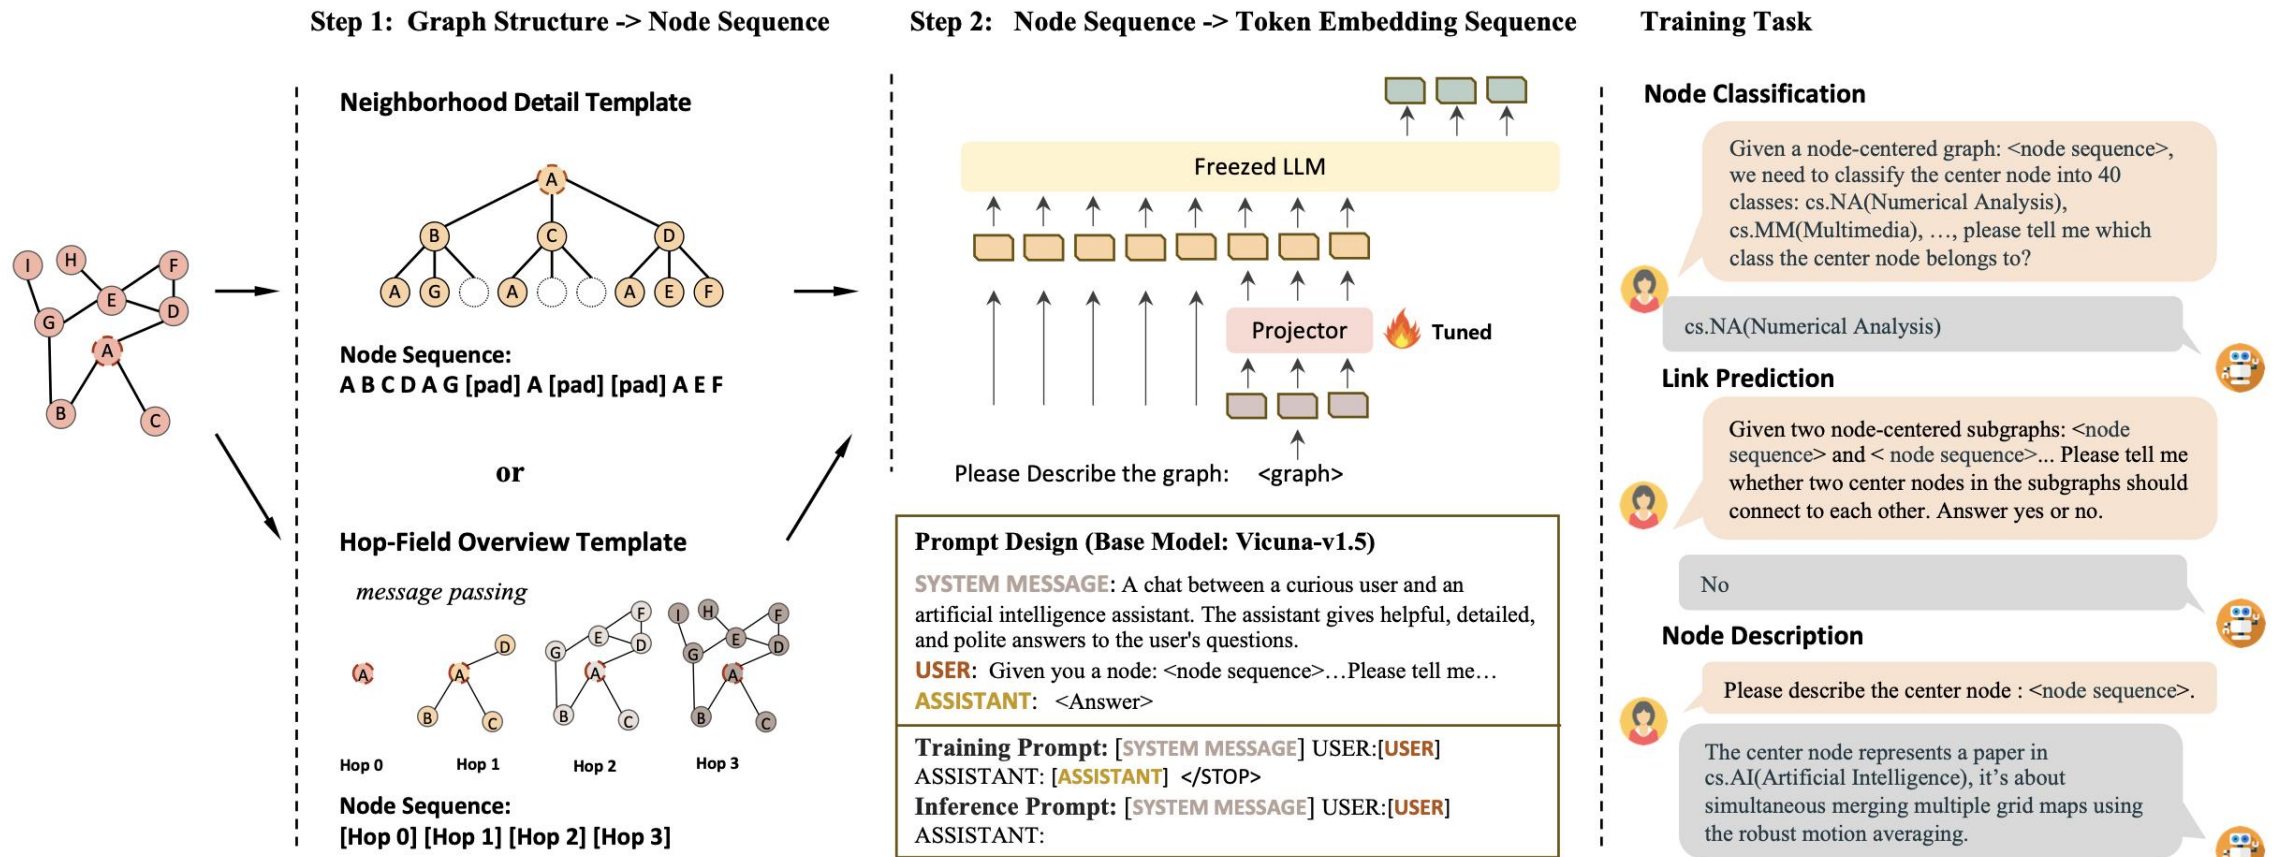 Step 1: Graph Structure -> Node Sequence
Step 2: Node Sequence -> Token Embedding Sequence
Training Task
I
H
F
E
G
D
A
B
C
Neighborhood Detail Template
A
B
C
D
A
G
A
A
E
F
Node Sequence:
A B C D A G [pad] A [pad] [pad] A E F
or
Hop-Field Overview Template
message passing
A
D
A
B
C
F
E
D
G
A
B
C
I
H
F
E
D
G
A
B
C
Hop 0
Hop 1
Hop 2
Hop 3
Node Sequence:
[Hop 0] [Hop 1] [Hop 2] [Hop 3]
Freezed LLM
Projector
Tuned
Please Describe the graph:
<graph>
Prompt Design (Base Model: Vicuna-v1.5)
SYSTEM MESSAGE: A chat between a curious user and an
artificial intelligence assistant. The assistant gives helpful, detailed,
and polite answers to the user's questions.
USER: Given you a node: <node sequence>…Please tell me…
ASSISTANT: <Answer>
Training Prompt: [SYSTEM MESSAGE] USER:[USER]
ASSISTANT: [ASSISTANT] </STOP>
Inference Prompt: [SYSTEM MESSAGE] USER:[USER]
ASSISTANT:
Node Classification
Given a node-centered graph: <node sequence>,
we need to classify the center node into 40
classes: cs.NA(Numerical Analysis),
cs.MM(Multimedia), …, please tell me which
class the center node belongs to?
cs.NA(Numerical Analysis)
Link Prediction
Given two node-centered subgraphs: <node
sequence> and < node sequence>... Please tell me
whether two center nodes in the subgraphs should
connect to each other. Answer yes or no.
No
Node Description
Please describe the center node : <node sequence>.
The center node represents a paper in
cs.AI(Artificial Intelligence), it’s about
simultaneous merging multiple grid maps using
the robust motion averaging.